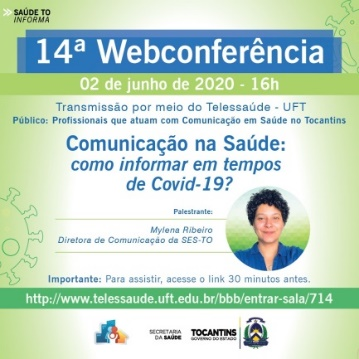 SAÚDE TO
INFORMA
14ª Webconferência
02 de junho de 2020 - 16h
Transmissão por meio do Telessaúde - UFT
Público: Profissionais que atuam com Comunicação em Saúde no Tocantins
Comunicação na Saúde:
como informar em tempos
de Covid-19?
Palestrante:
Mylena Ribeiro
Diretora de Comunicação da SES-TO
Importante: Para assistir, acesse o link 30 minutos antes.
http://www.telessaude.uft.edu.br/bbb/entrar-sala/714
SECRETARIA
DA SAÚDE
TOCANTINS
GOVERNO DO ESTADO